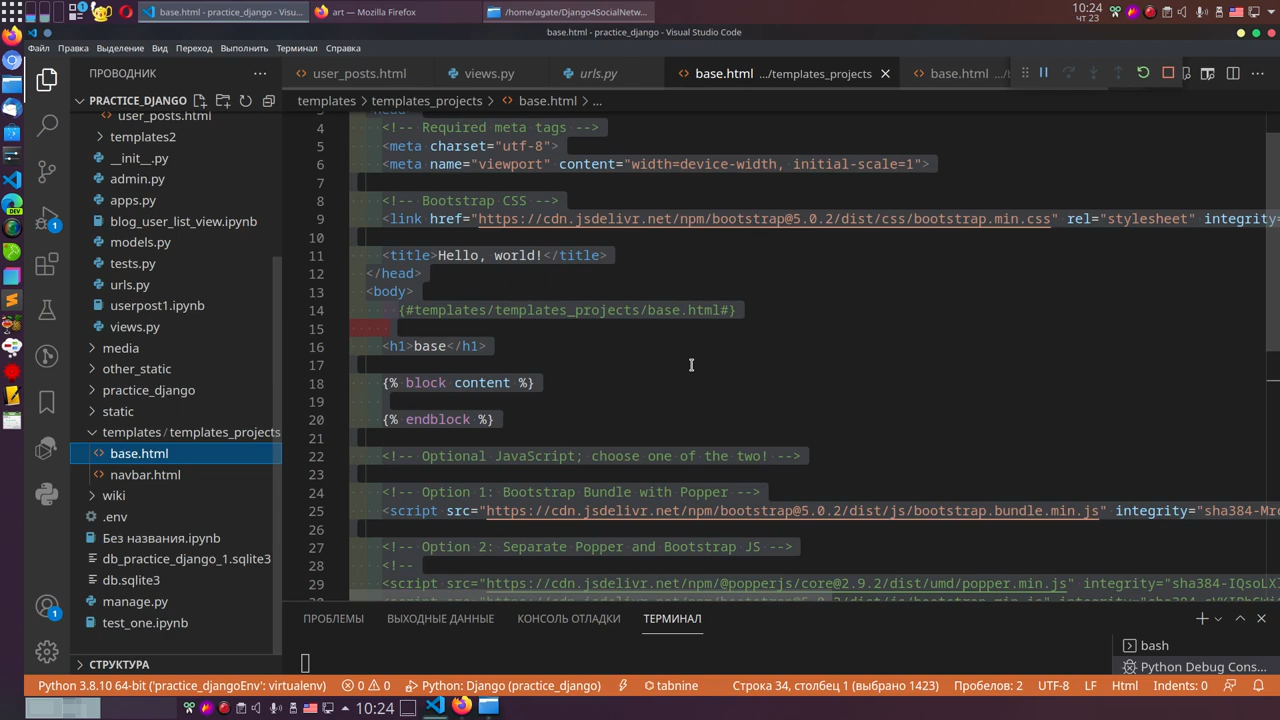 base.html - practice_django - Visu...
art — Mozilla Firefox
/home/agate/Django4SocialNetw...
10:24
чт 23
base.html - practice_django - Visual Studio Code
Файл Правка Выделение Вид Переход Выполнить Терминал Справка
ПРОВОДНИК
user_posts.html
views.py
urls.py
base.html .../templates_projects
base.html .../b
PRACTICE_DJANGO
templates > templates_projects > base.html > ...
user_posts.html
templates2
__init__.py
admin.py
apps.py
blog_user_list_view.ipynb
models.py
tests.py
urls.py
userpost1.ipynb
views.py
media
other_static
practice_django
static
templates / templates_projects
base.html
navbar.html
wiki
.env
Без названия.ipynb
db_practice_django_1.sqlite3
db.sqlite3
manage.py
test_one.ipynb
СТРУКТУРА
DEV
1
1
3 <head>
4 <!-- Required meta tags -->
5 <meta charset="utf-8">
6 <meta name="viewport" content="width=device-width, initial-scale=1">
7
8 <!-- Bootstrap CSS -->
9 <link href="https://cdn.jsdelivr.net/npm/bootstrap@5.0.2/dist/css/bootstrap.min.css" rel="stylesheet" integrity=
10
11 <title>Hello, world!</title>
12 </head>
13 <body>
14 {#templates/templates_projects/base.html#}
15
16 <h1>base</h1>
17
18 {% block content %}
19
20 {% endblock %}
21
22 <!-- Optional JavaScript; choose one of the two! -->
23
24 <!-- Option 1: Bootstrap Bundle with Popper -->
25 <script src="https://cdn.jsdelivr.net/npm/bootstrap@5.0.2/dist/js/bootstrap.bundle.min.js" integrity="sha384-Mrc
26
27 <!-- Option 2: Separate Popper and Bootstrap JS -->
28 <!--
29 <script src="https://cdn.jsdelivr.net/npm/@popperjs/core@2.9.2/dist/umd/popper.min.js" integrity="sha384-IQsoLX
ПРОБЛЕМЫ ВЫХОДНЫЕ ДАННЫЕ КОНСОЛЬ ОТЛАДКИ ТЕРМИНАЛ
bash
Python Debug Cons...
Python 3.8.10 64-bit ('practice_djangoEnv': virtualenv) 0 0 Python: Django (practice_django) tabnine Строка 34, столбец 1 (выбрано 1423) Пробелов: 2 UTF-8 LF Html Indents: 0
10:24